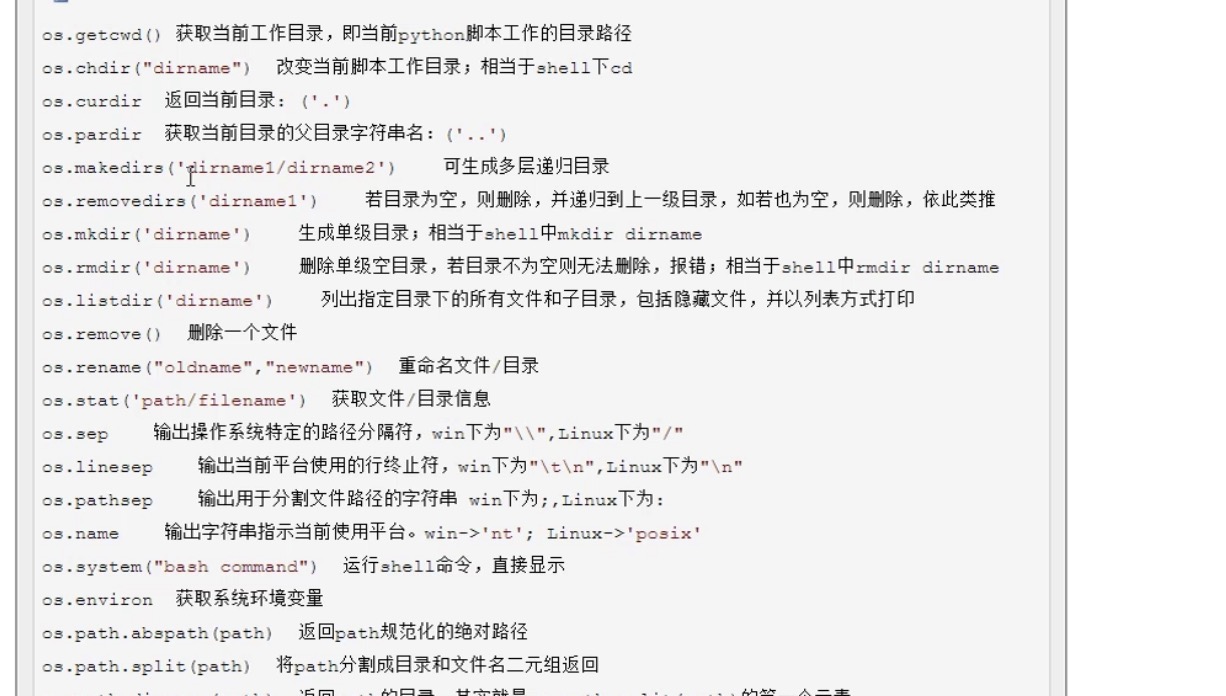 os.getcwd() 获取当前工作目录，即当前python脚本工作的目录路径
os.chdir("dirname") 改变当前脚本工作目录；相当于shell下cd
os.curdir 返回当前目录: ('.')
os.pardir 获取当前目录的父目录字符串名：('..')
os.makedirs('dirname1/dirname2') 可生成多层递归目录
os.removedirs('dirname1') 若目录为空，则删除，并递归到上一级目录，如若也为空，则删除，依此类推
os.mkdir('dirname') 生成单级目录；相当于shell中mkdir dirname
os.rmdir('dirname') 删除单级空目录，若目录不为空则无法删除，报错；相当于shell中rmdir dirname
os.listdir('dirname') 列出指定目录下的所有文件和子目录，包括隐藏文件，并以列表方式打印
os.remove() 删除一个文件
os.rename("oldname","newname") 重命名文件/目录
os.stat('path/filename') 获取文件/目录信息
os.sep 输出操作系统特定的路径分隔符，win下为"\\",Linux下为"/"
os.linesep 输出当前平台使用的行终止符，win下为"\t\n",Linux下为"\n"
os.pathsep 输出用于分割文件路径的字符串 win下为;,Linux下为:
os.name 输出字符串指示当前使用平台。win->'nt'; Linux->'posix'
os.system("bash command") 运行shell命令，直接显示
os.environ 获取系统环境变量
os.path.abspath(path) 返回path规范化的绝对路径
os.path.split(path) 将path分割成目录和文件名二元组返回